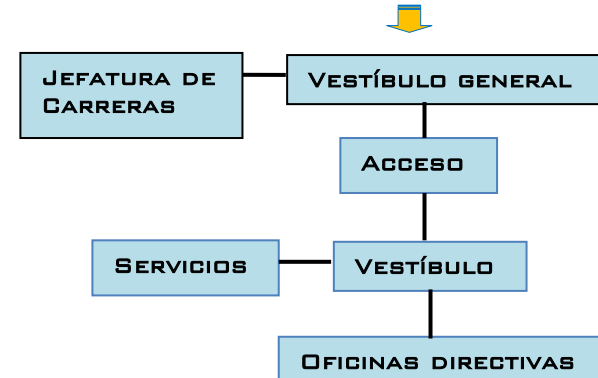 Jefatura de
Carreras
Vestíbulo general
Acceso
Servicios
Vestíbulo
Oficinas directivas